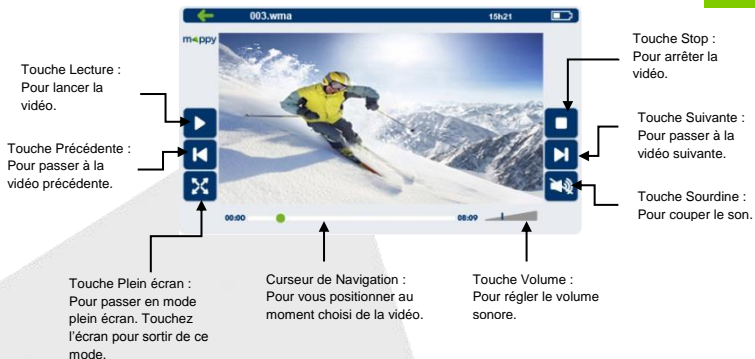 003.wma
15h21
mappy
Touche Lecture :
Pour lancer la
vidéo.
Touche Précédente :
Pour passer à la
vidéo précédente.
Touche Stop :
Pour arrêter la
vidéo.
Touche Suivante :
Pour passer à la
vidéo suivante.
Touche Sourdine :
Pour couper le son.
00:00
08:09
Touche Plein écran :
Pour passer en mode
plein écran. Touchez
l’écran pour sortir de ce
mode.
Curseur de Navigation :
Pour vous positionner au
moment choisi de la vidéo.
Touche Volume :
Pour régler le volume
sonore.